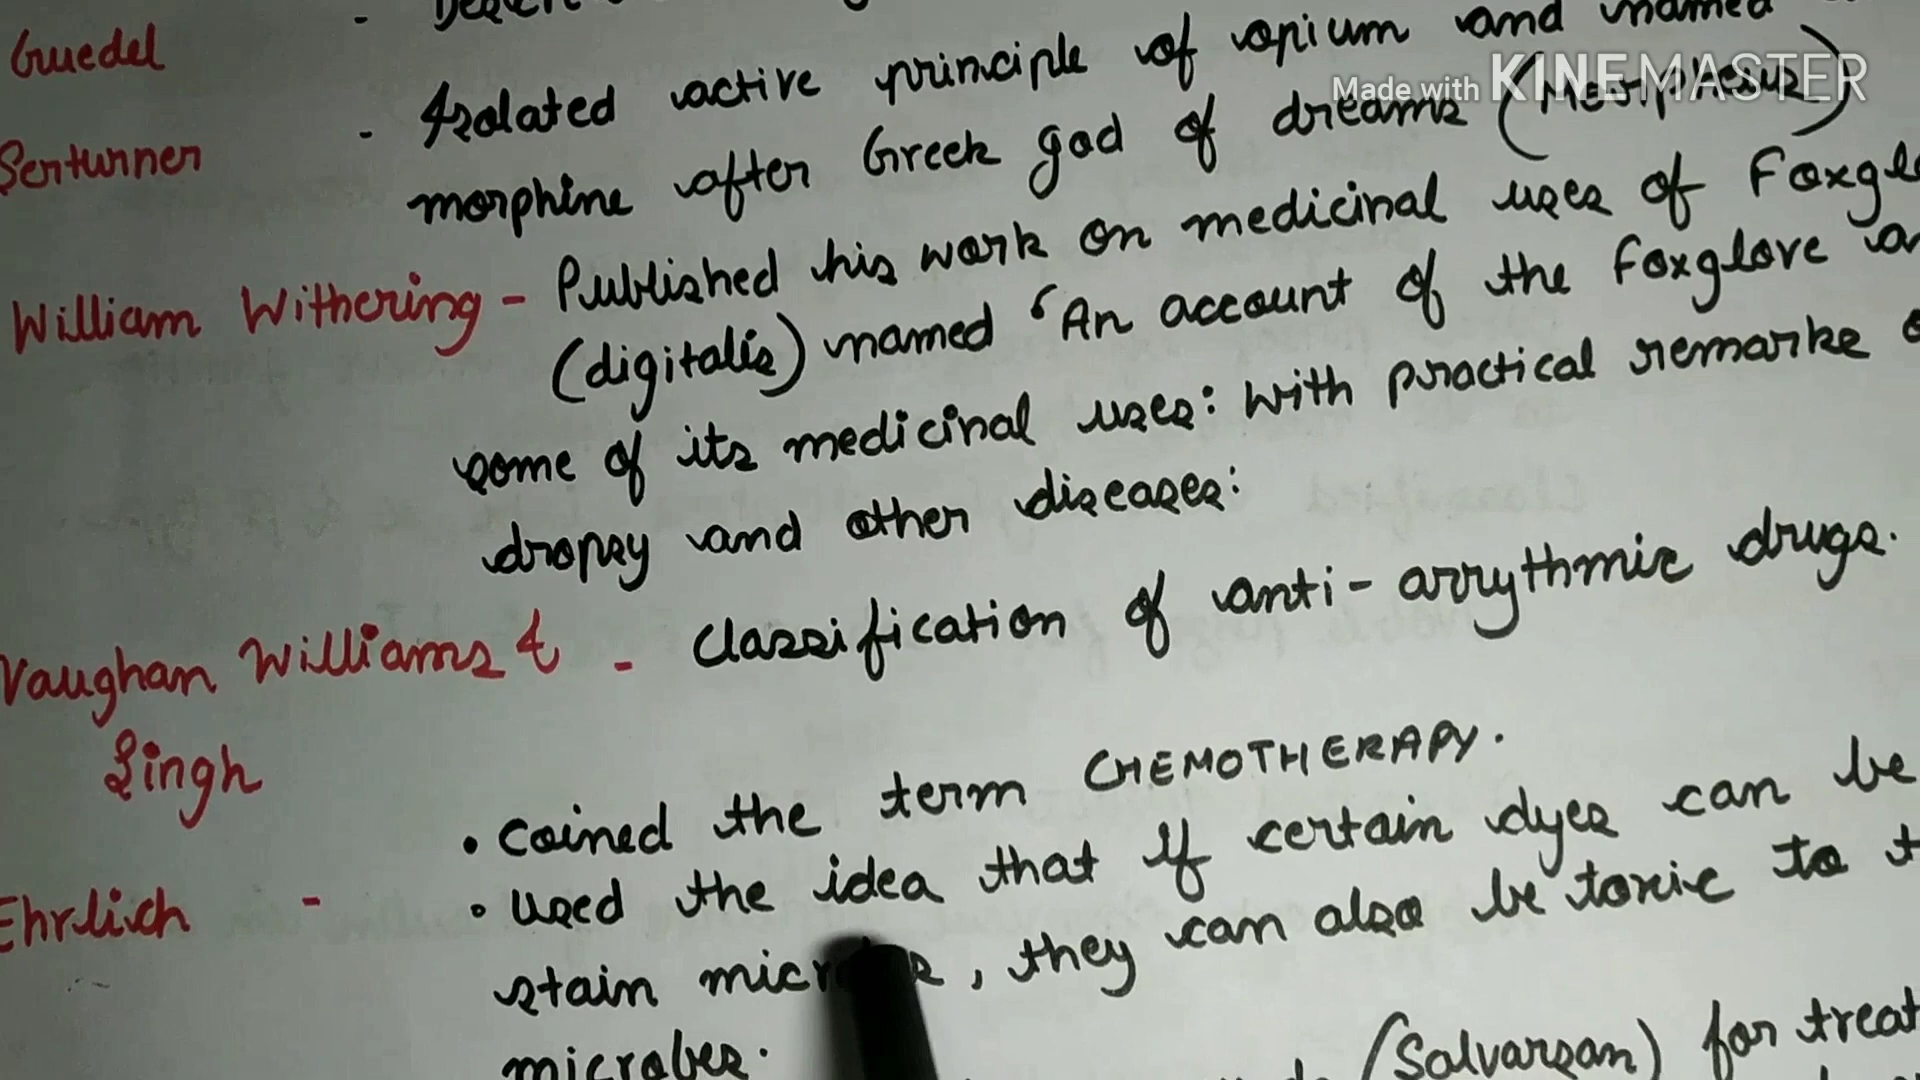 Guedel -
Serturner - Isolated active principle of opium and named
morphine after Greek god of dreams (Morpheus)
William Withering - Published his work on medicinal uses of
(digitalis) named 'An account of the Foxglove
some of its medicinal uses: with practical remarks
dropsy and other diseases:
Vaughan Williams &
Singh - Classification of anti-arrythmic drugs.
Ehrlich - • Coined the term CHEMOTHERAPY.
• Used the idea that if certain dyes can be
stain , they can also be toxic to
microbes.
(Salvarsan) for
Made with KINEMASTER